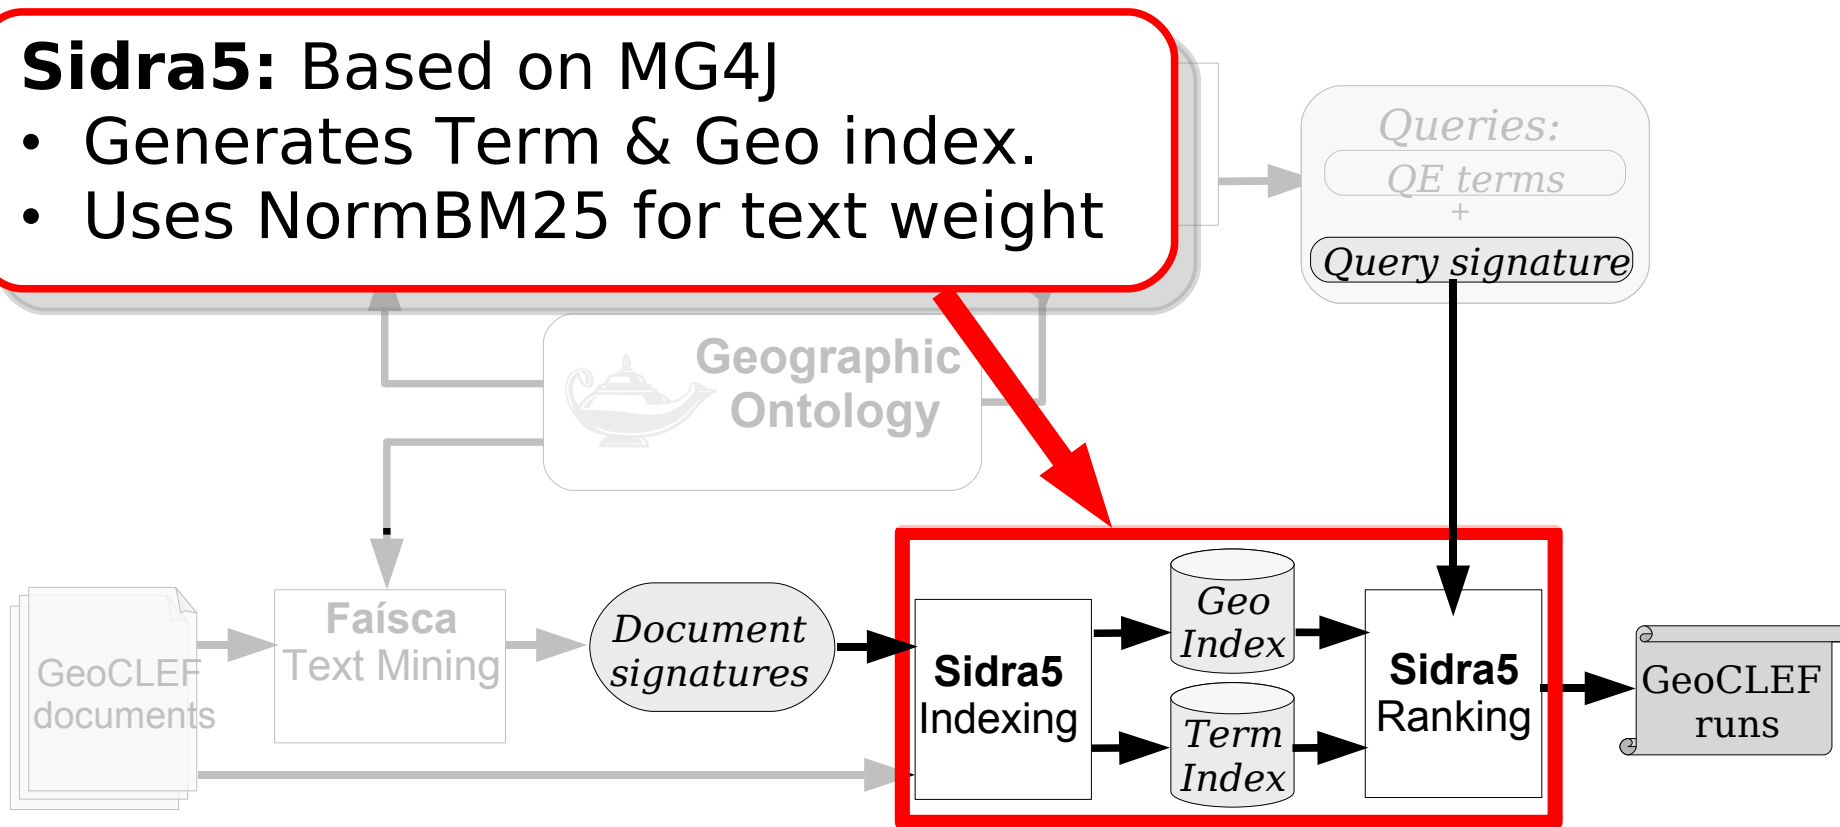 Sidra5: Based on MG4J
• Generates Term & Geo index.
• Uses NormBM25 for text weight
Queries:
QE terms
+
Query signature
Geographic
Ontology
GeoCLEF
documents
Faísca
Text Mining
Document
signatures
Sidra5
Indexing
Geo
Index
Term
Index
Sidra5
Ranking
GeoCLEF
runs